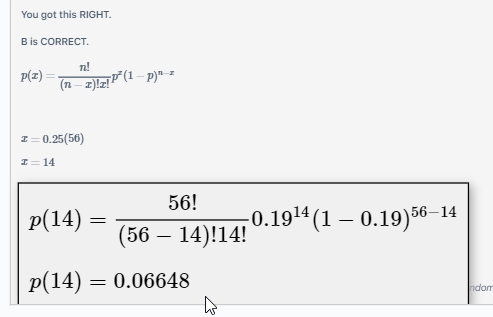 You got this RIGHT.
B is CORRECT.
p(x) = n!/((n − x)!x!) p^x(1 − p)^(n−x)
x = 0.25(56)
x = 14
p(14) = 56!/((56 − 14)!14!) 0.19^14(1 − 0.19)^(56−14)
p(14) = 0.06648